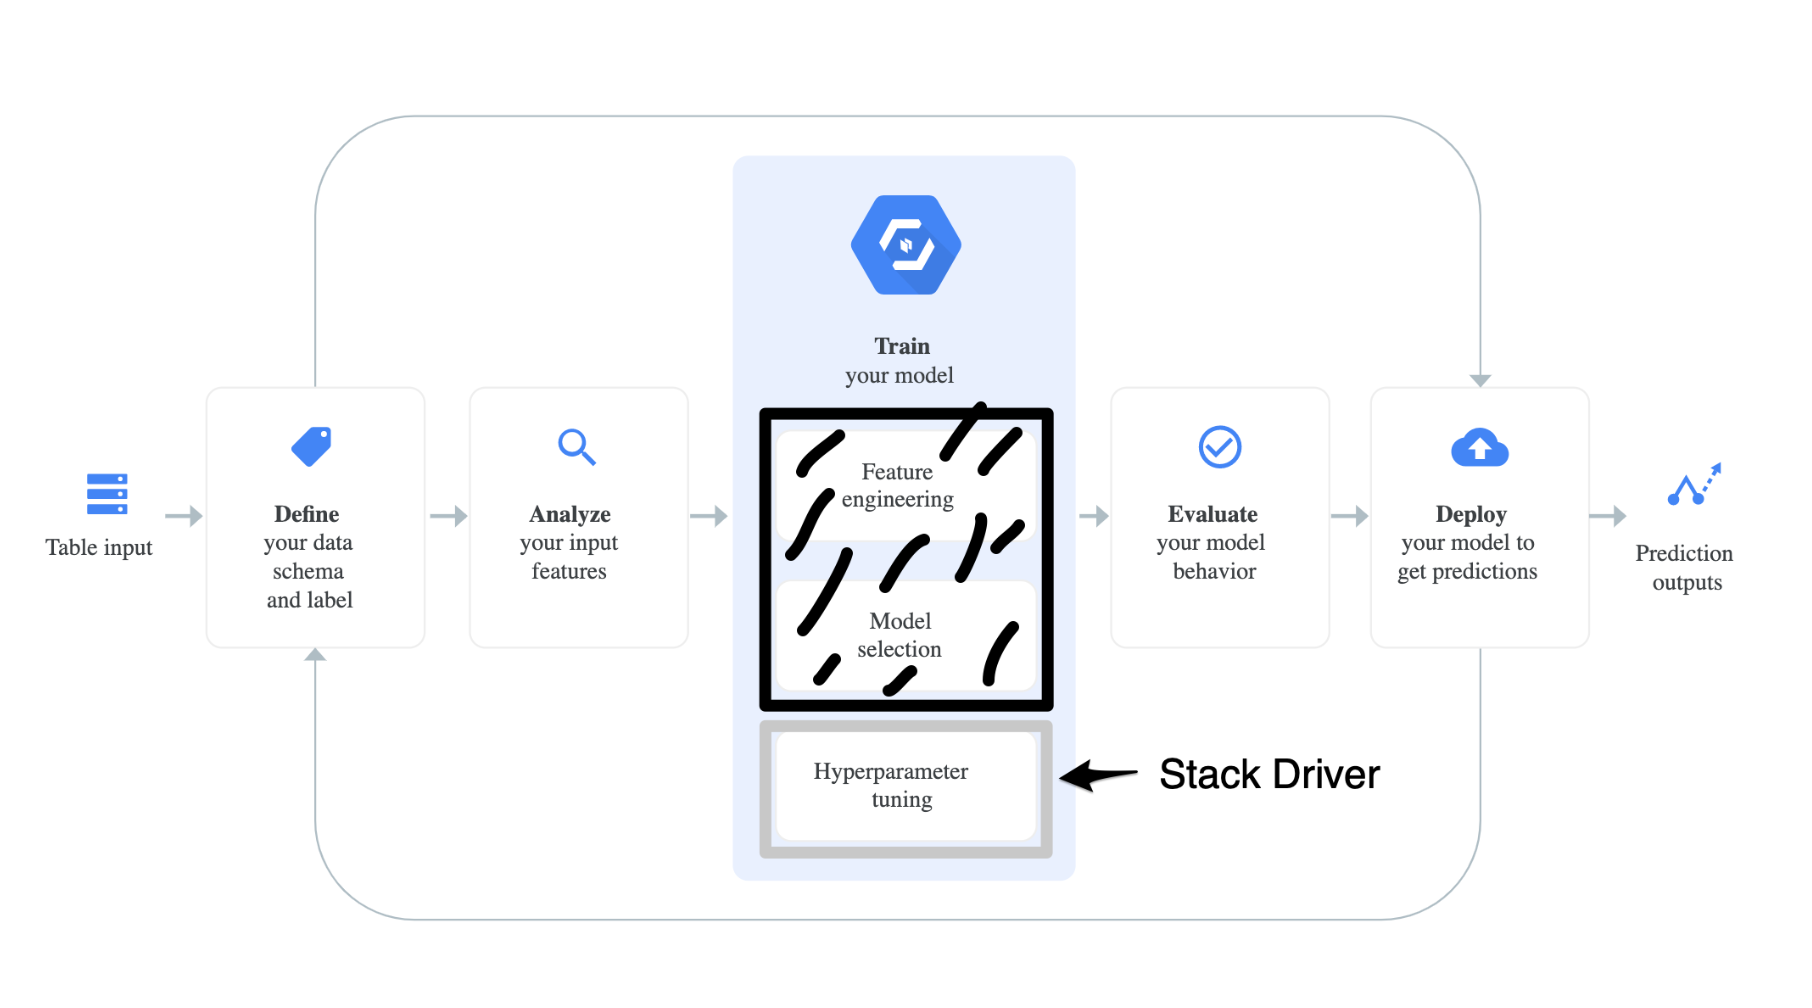 Table input
Define
your data
schema
and label
Analyze
your input
features
Train
your model
Feature
engineering
Model
selection
Hyperparameter
tuning
Stack Driver
Evaluate
your model
behavior
Deploy
your model to
get predictions
Prediction
outputs